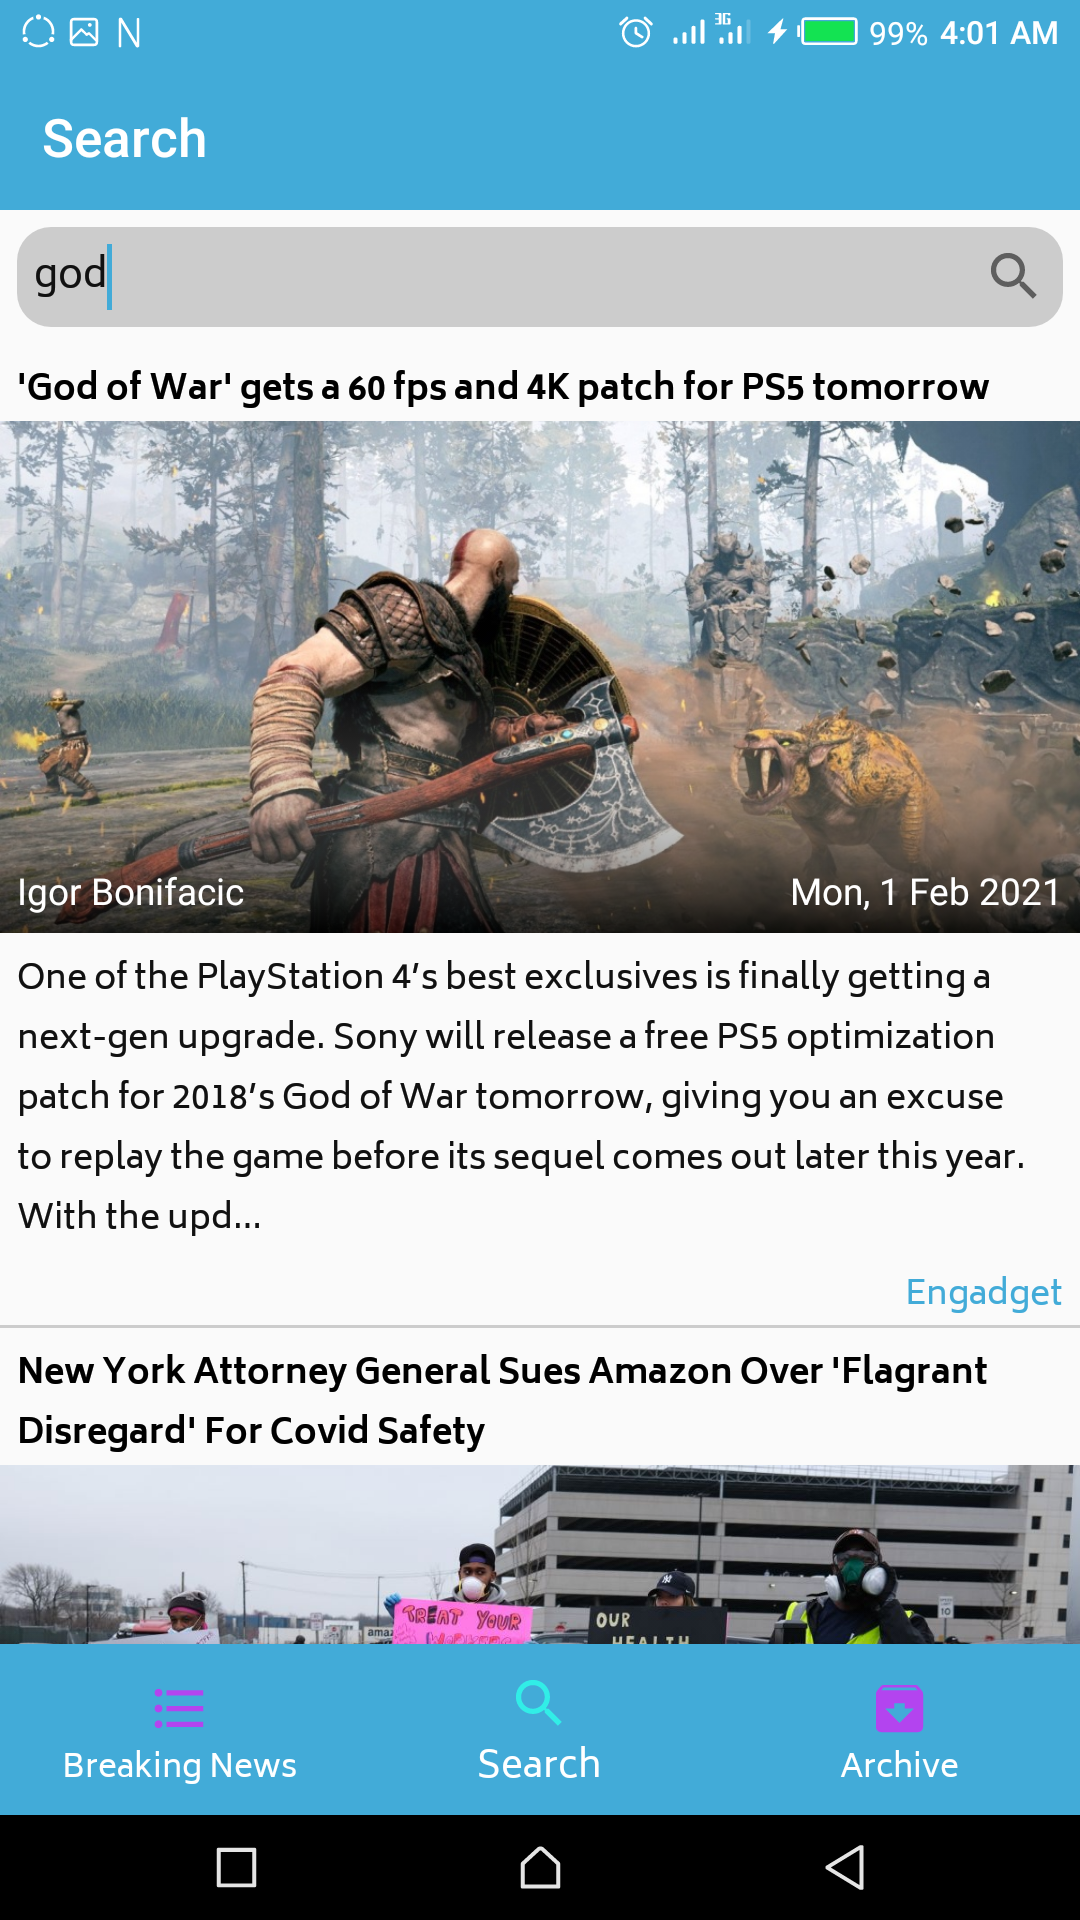 3G
99% 4:01 AM
Search
god
'God of War' gets a 60 fps and 4K patch for PS5 tomorrow
Igor Bonifacic
Mon, 1 Feb 2021
One of the PlayStation 4’s best exclusives is finally getting a
next-gen upgrade. Sony will release a free PS5 optimization
patch for 2018’s God of War tomorrow, giving you an excuse
to replay the game before its sequel comes out later this year.
With the upd...
Engadget
New York Attorney General Sues Amazon Over 'Flagrant
Disregard' For Covid Safety
TREAT YOUR
WORKERS
OUR
HEALTH
amaz
10
Breaking News
Search
Archive